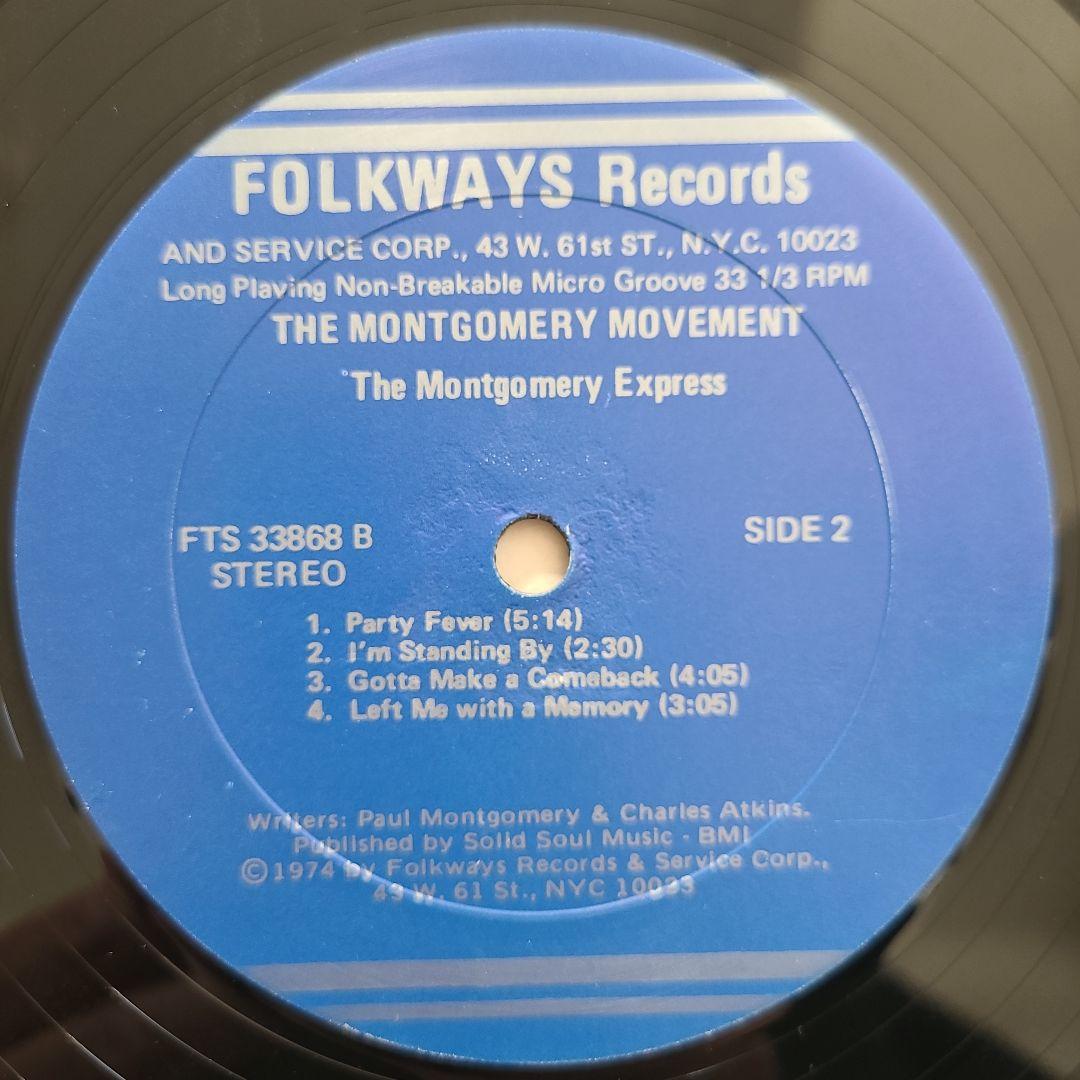 FOLKWAYS Records
AND SERVICE CORP., 43 W. 61st ST., N.Y.C. 10023
Long Playing Non-Breakable Micro Groove 33 1/3 RPM
THE MONTGOMERY MOVEMENT
The Montgomery Express
FTS 33868 B
STEREO
SIDE 2
1. Party Fever (5:14)
2. I'm Standing By (2:30)
3. Gotta Make a Comeback (4:05)
4. Left Me with a Memory (3:05)
Writers: Paul Montgomery & Charles Atkins.
Published by Solid Soul Music - BMI
©1974 by Folkways Records & Service Corp.,
43 W. 61 St., NYC 10023